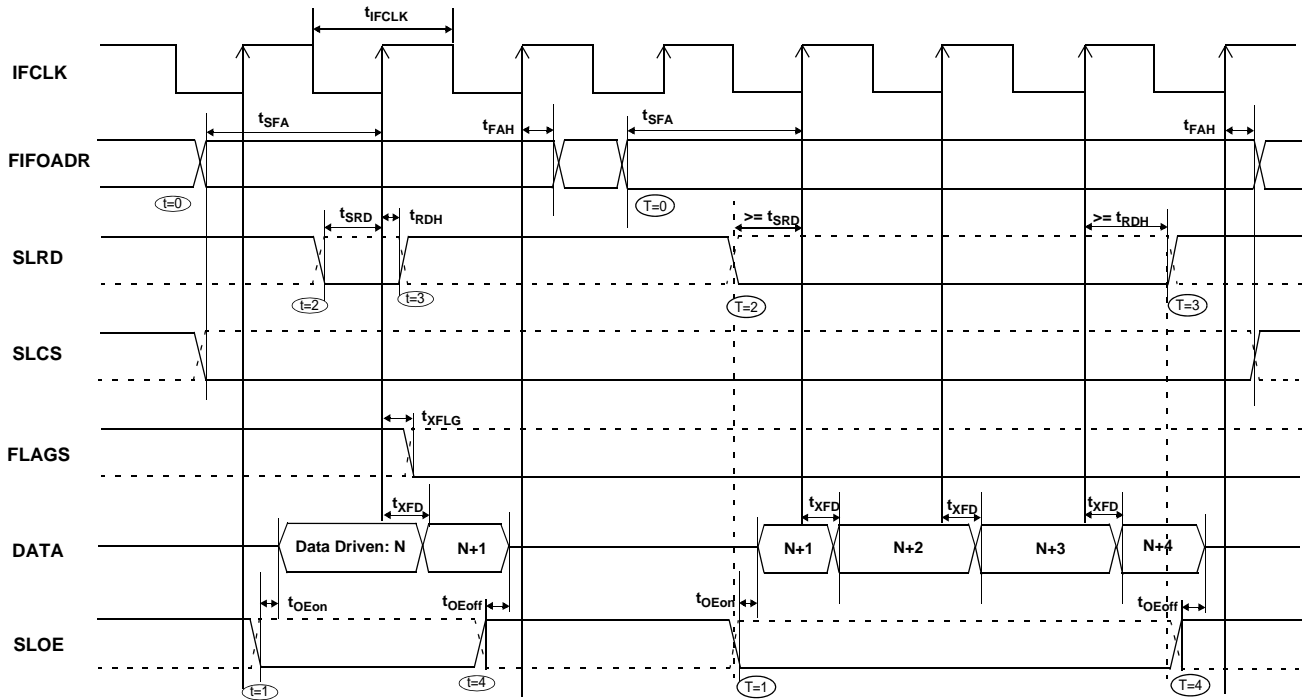 tIFCLK
IFCLK
tSFA
tFAH
tSFA
tFAH
FIFOADR
t=0
T=0
tSRD
tRDH
>= tSRD
>= tRDH
SLRD
t=2
t=3
T=2
T=3
SLCS
tXFLG
FLAGS
tXFD
tXFD
tXFD
tXFD
DATA
Data Driven: N
N+1
N+1
N+2
N+3
N+4
tOEon
tOEoff
tOEon
tOEoff
SLOE
t=1
t=4
T=1
T=4